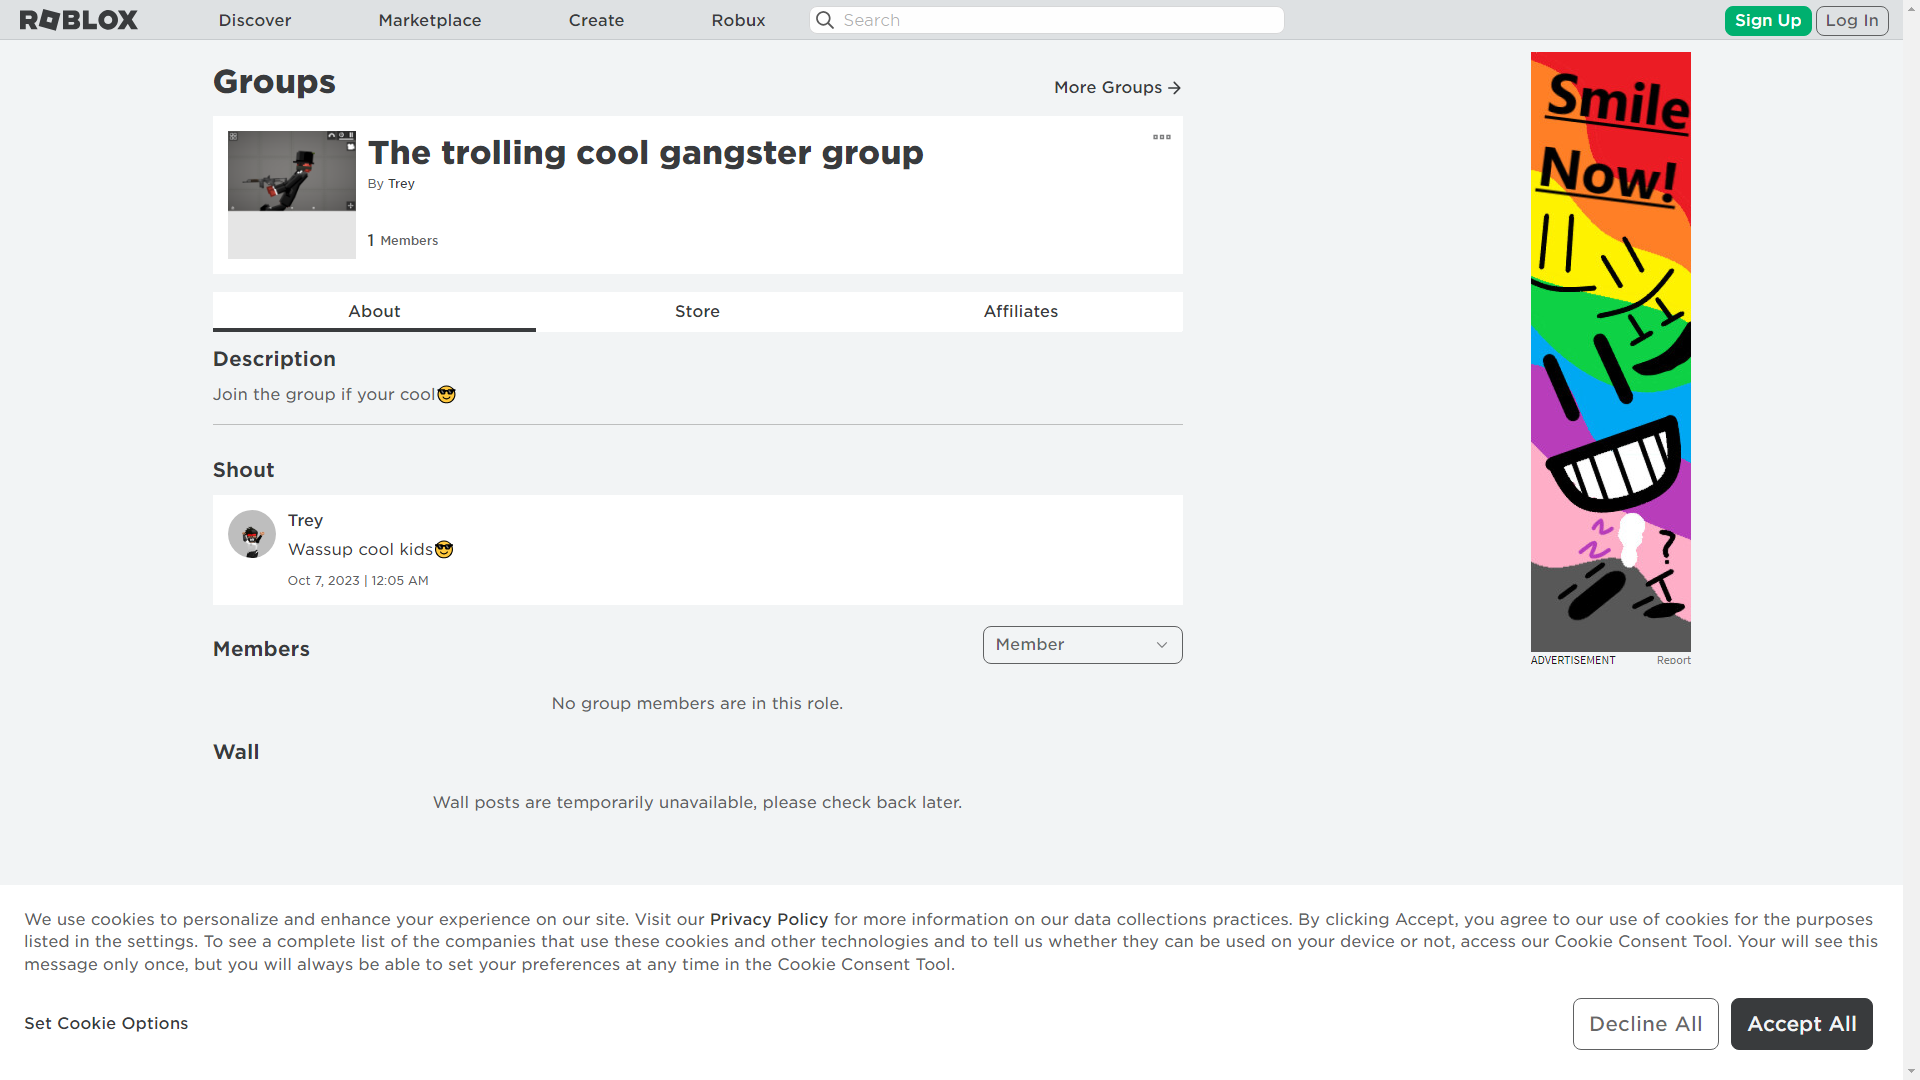 ROBLOX
Discover
Marketplace
Create
Robux
Search
Sign Up
Log In
Groups
More Groups
The trolling cool gangster group
By Trey
1 Members
About
Store
Affiliates
Description
Join the group if your cool😎
Shout
Trey
Wassup cool kids😎
Oct 7, 2023 | 12:05 AM
Members
Member
No group members are in this role.
Wall
Wall posts are temporarily unavailable, please check back later.
Smile
Now!
ADVERTISEMENT
Report
We use cookies to personalize and enhance your experience on our site. Visit our Privacy Policy for more information on our data collections practices. By clicking Accept, you agree to our use of cookies for the purposes
listed in the settings. To see a complete list of the companies that use these cookies and other technologies and to tell us whether they can be used on your device or not, access our Cookie Consent Tool. Your will see this
message only once, but you will always be able to set your preferences at any time in the Cookie Consent Tool.
Set Cookie Options
Decline All
Accept All